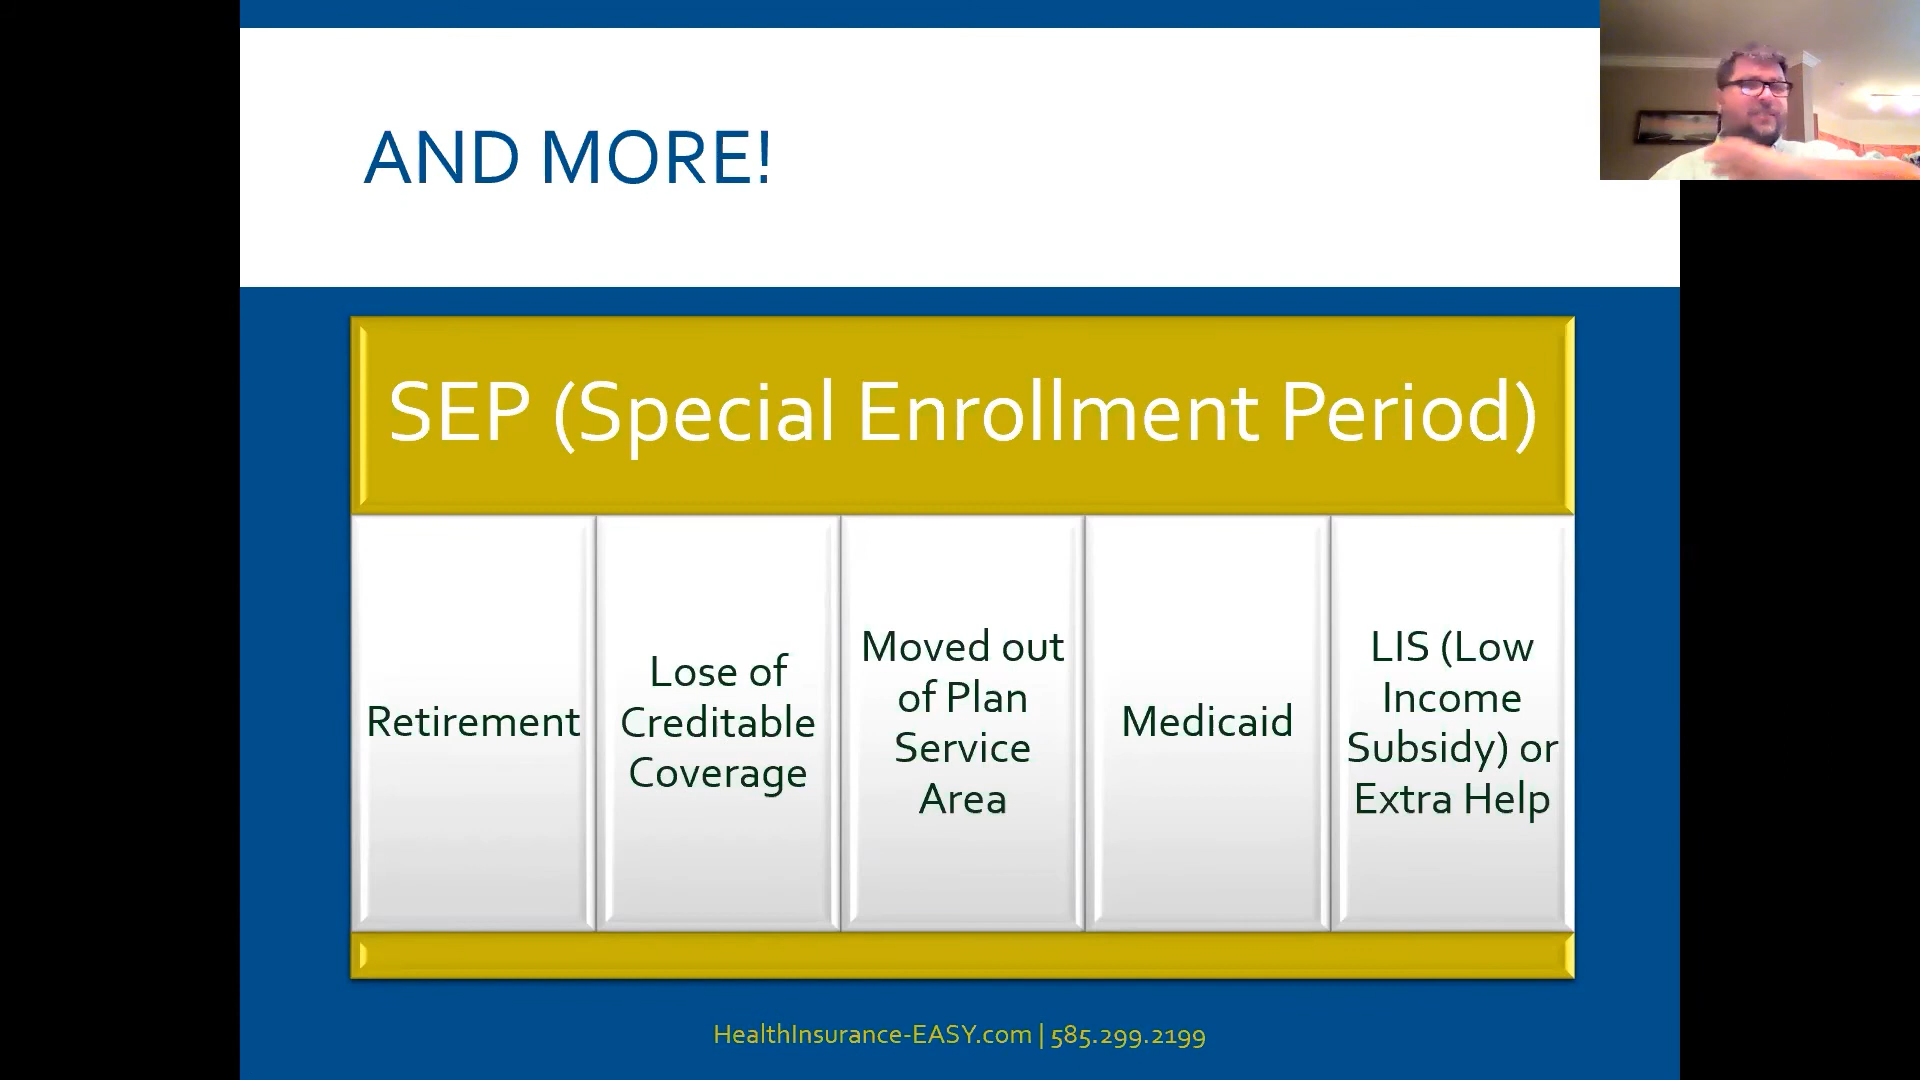 AND MORE!
SEP (Special Enrollment Period)
Retirement
Lose of
Creditable
Coverage
Moved out
of Plan
Service
Area
Medicaid
LIS (Low
Income
Subsidy) or
Extra Help
HealthInsurance-EASY.com | 585.299.2199